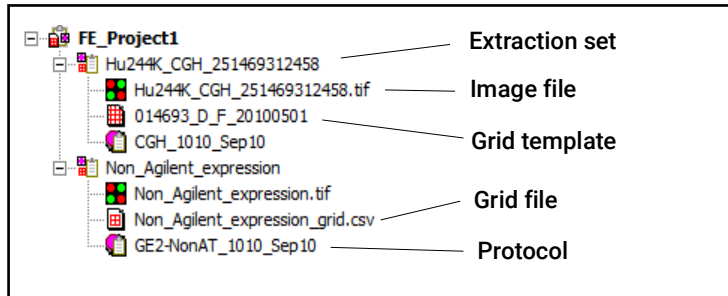 FE_Project1
Hu244K_CGH_251469312458
Extraction set
Hu244K_CGH_251469312458.tif
Image file
014693_D_F_20100501
Grid template
CGH_1010_Sep10
Non_Agilent_expression
Non_Agilent_expression.tif
Grid file
Non_Agilent_expression_grid.csv
GE2-NonAT_1010_Sep10
Protocol